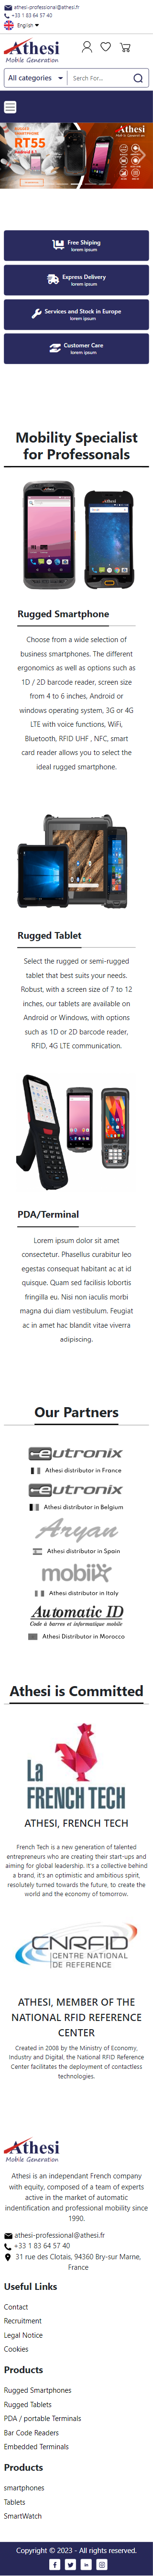 athesi-professional@athesi.fr
+33 1 83 64 57 40
English
Athesi
Mobile Generation
All categories
Serch For...
RT55
Athesi
Free Shiping
lorem ipsum
Express Delivery
lorem ipsum
Services and Stock in Europe
lorem ipsum
Customer Care
lorem ipsum
Mobility Specialist
for Professonals
Rugged Smartphone
Choose from a wide selection of
business smartphones. The different
ergonomics as well as options such as
1D / 2D barcode reader, screen size
from 4 to 6 inches, Android or
windows operating system, 3G or 4G
LTE with voice functions, WiFi,
Bluetooth, RFID UHF , NFC, smart
card reader allows you to select the
ideal rugged smartphone.
Rugged Tablet
Select the rugged or semi-rugged
tablet that best suits your needs.
Robust, with a screen size of 7 to 12
inches, our tablets are available on
Android or Windows, with options
such as 1D or 2D barcode reader,
RFID, 4G LTE communication.
PDA/Terminal
Lorem ipsum dolor sit amet
consectetur. Phasellus curabitur leo
egestas consequat habitant ac at id
quisque. Quam sed facilisis lobortis
fringilla eu. Nisi non iaculis morbi
magna dui diam vestibulum. Feugiat
ac in amet hac blandit vitae viverra
adipiscing.
Our Partners
eutronix
Athesi distributor in France
eutronix
Athesi distributor in Belgium
Aryan
Athesi distributor in Spain
mobix
Athesi distributor in Italy
Automatic ID
Code à barres et informatique mobile
Athesi Distributor in Morocco
Athesi is Committed
La
FRENCH TECH
ATHESI, FRENCH TECH
French Tech is a new generation of talented
entrepreneurs who are creating their start-ups and
aiming for global leadership. It's a collective behind
a brand, it's an optimistic and ambitious spirit,
resolutely turned towards the future, to create the
world and the economy of tomorrow.
CNRFID
CENTRE NATIONAL
DE REFERENCE
ATHESI, MEMBER OF THE
NATIONAL RFID REFERENCE
CENTER
Created in 2008 by the Ministry of Economy,
Industry and Digital, the National RFID Reference
Center facilitates the deployment of contactless
technologies.
Athesi
Mobile Generation
Athesi is an independant French company
with equity, composed of a team of experts
active in the market of automatic
indentification and professional mobility since
1990.
athesi-professional@athesi.fr
+33 1 83 64 57 40
31 rue des Clotais, 94360 Bry-sur Marne,
France
Useful Links
Contact
Recruitment
Legal Notice
Cookies
Products
Rugged Smartphones
Rugged Tablets
PDA / portable Terminals
Bar Code Readers
Embedded Terminals
Products
smartphones
Tablets
SmartWatch
Copyright © 2023 - All rights reserved.